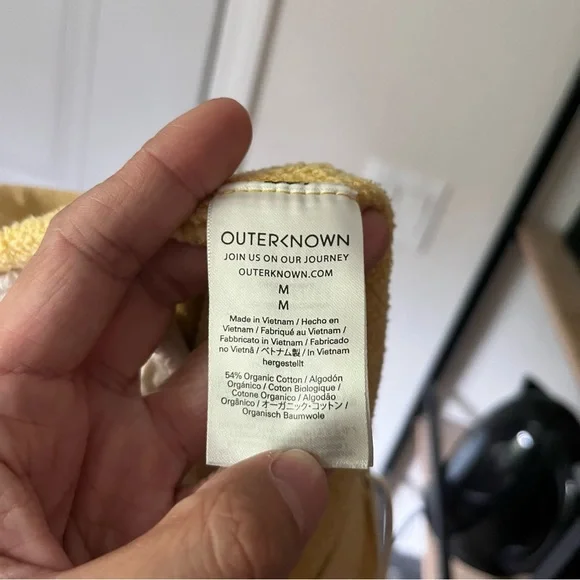 OUTERKNOWN
JOIN US ON OUR JOURNEY
OUTERKNOWN.COM
M
M
Made in Vietnam / Hecho en
Vietnam / Fabriqué au Vietnam /
Fabbricato in Vietnam / Fabricado
no Vietnã / ベトナム製 / In Vietnam
hergestellt
54% Organic Cotton / Algodón
Orgánico / Coton Biologique /
Cotone Organico / Algodão
Orgânico / オーガニック・コットン /
Organisch Baumwole